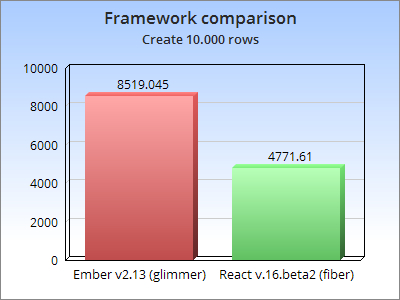 Framework comparison
Create 10.000 rows
10000
8000
6000
4000
2000
0
8519.045
4771.61
Ember v2.13 (glimmer)
React v.16.beta2 (fiber)